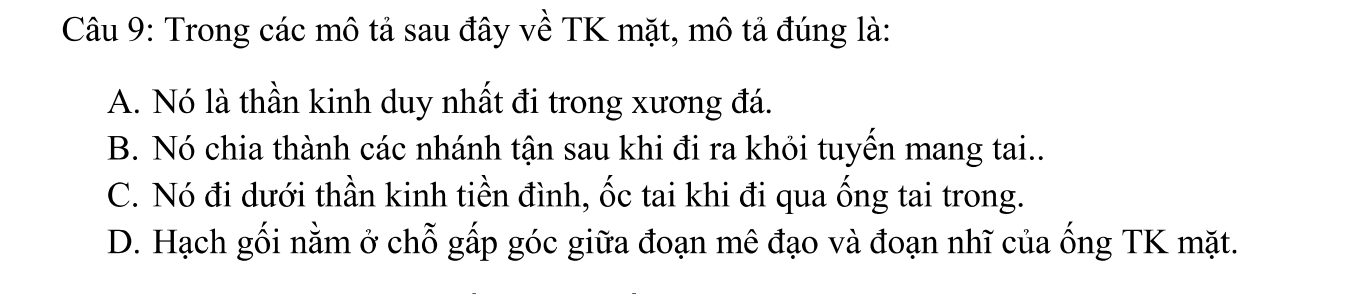 Câu 9: Trong các mô tả sau đây về TK mặt, mô tả đúng là:
A. Nó là thần kinh duy nhất đi trong xương đá.
B. Nó chia thành các nhánh tận sau khi đi ra khỏi tuyến mang tai..
C. Nó đi dưới thần kinh tiền đình, ốc tai khi đi qua ống tai trong.
D. Hạch gối nằm ở chỗ gấp góc giữa đoạn mê đạo và đoạn nhĩ của ống TK mặt.